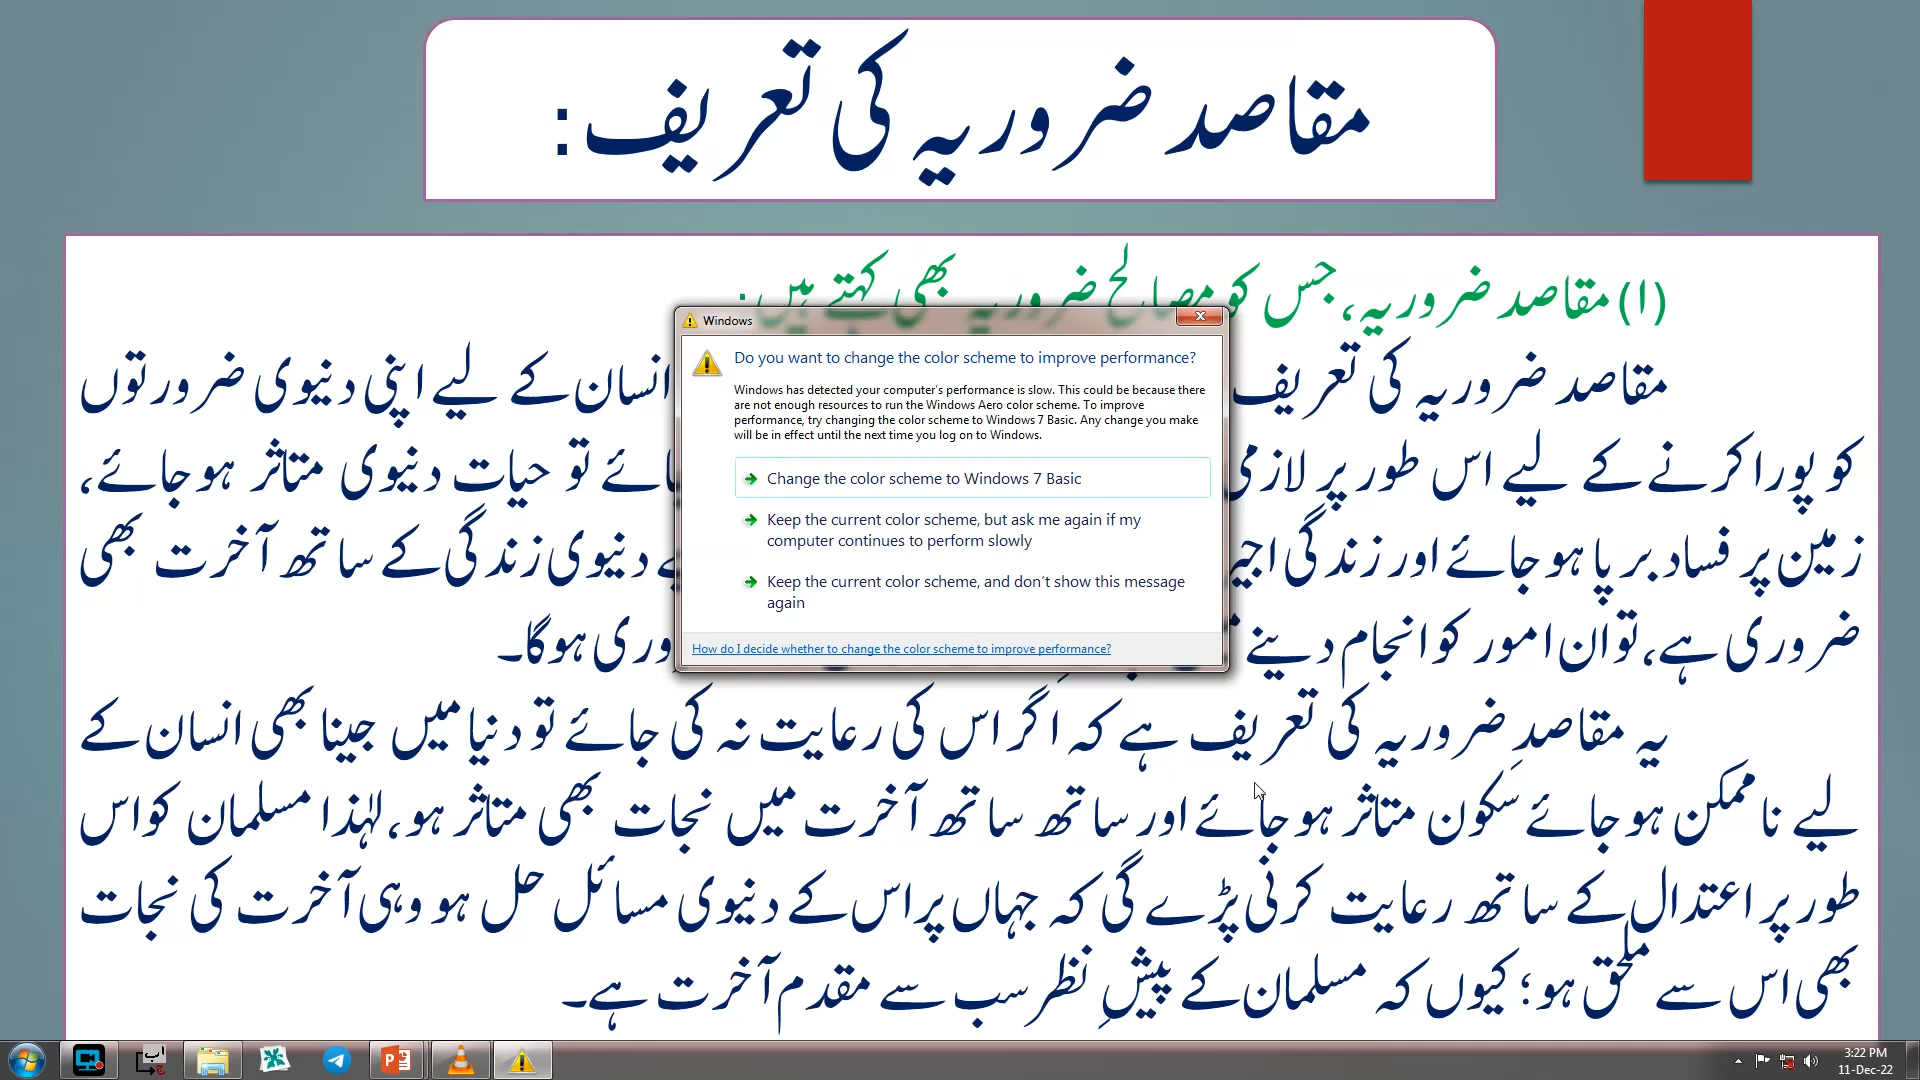 مقاصد ضروریہ کی تعریف:
(۱) مقاصد ضروریہ، جس کو مصالح ضروریہ بھی کہتے ہیں:
مقاصد ضروریہ کی تعریف
انسان کے لیے اپنی دنیوی ضرورتوں
کو پورا کرنے کے لیے اس طور پر لازمی
تو حیات دنیوی متاثر ہوجائے،
زمین پر فساد برپا ہوجائے اور زندگی
دنیوی زندگی کے ساتھ آخرت بھی
ضروری ہے، تو ان امور کو انجام دینے
ہوگا۔
یہ مقاصدِ ضروریہ کی تعریف ہے کہ اگر اس کی رعایت نہ کی جائے تو دنیا میں جینا بھی انسان کے
لیے ناممکن ہوجائے سکون متاثر ہوجائے اور ساتھ ساتھ آخرت میں نجات بھی متاثر ہو، لہٰذا مسلمان کو اس
طور پر اعتدال کے ساتھ رعایت کرنی پڑے گی کہ جہاں پر اس کے دنیوی مسائل حل ہو وہی آخرت کی نجات
بھی اس سے ملحق ہو؛ کیوں کہ مسلمان کے پیشِ نظر سب سے مقدم آخرت ہے۔
Windows
Do you want to change the color scheme to improve performance?
Windows has detected your computer's performance is slow. This could be because there
are not enough resources to run the Windows Aero color scheme. To improve
performance, try changing the color scheme to Windows 7 Basic. Any change you make
will be in effect until the next time you log on to Windows.
Change the color scheme to Windows 7 Basic
Keep the current color scheme, but ask me again if my
computer continues to perform slowly
Keep the current color scheme, and don't show this message
again
How do I decide whether to change the color scheme to improve performance?
3:22 PM
11-Dec-22